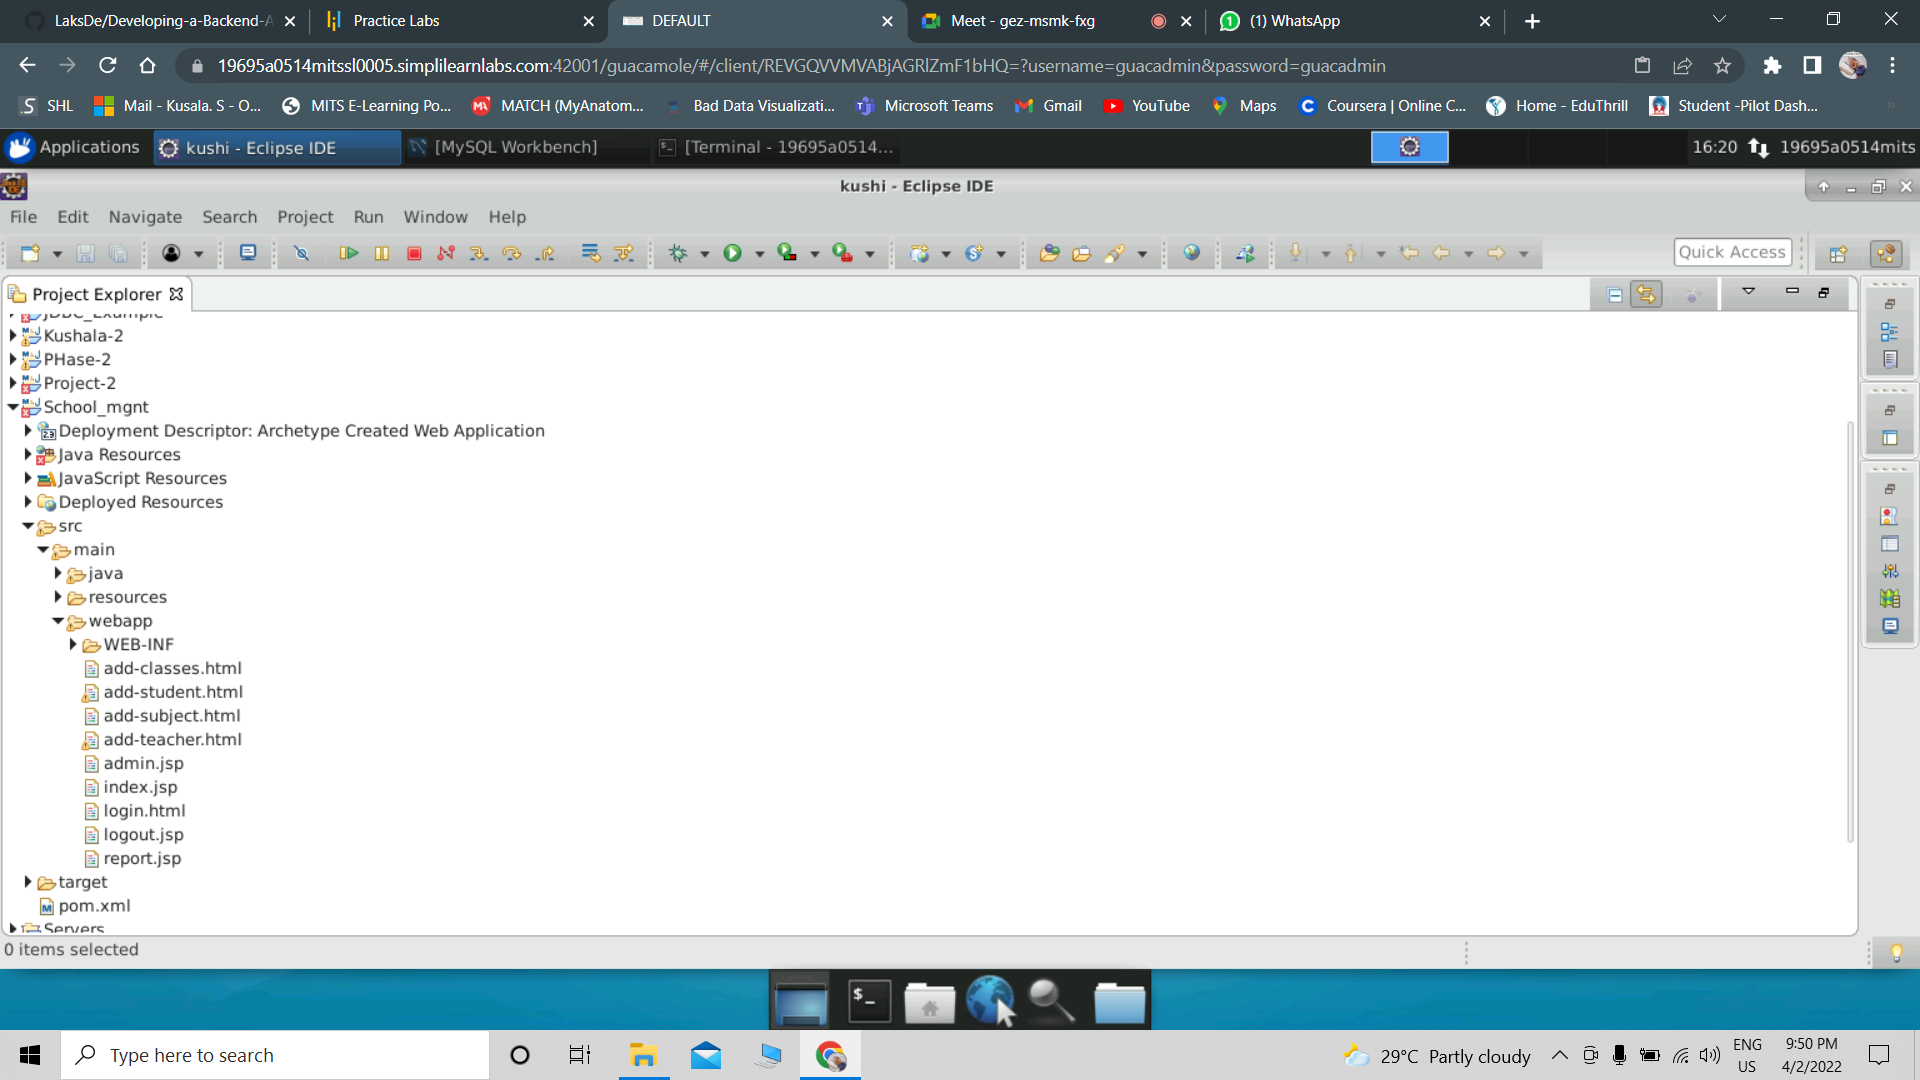 LaksDe/Developing-a-Backend-A
Practice Labs
DEFAULT
Meet - gez-msmk-fxg
(1) WhatsApp
19695a0514mitssl0005.simplilearnlabs.com:42001/guacamole/#/client/REVGQVVMVABjAGRlZmF1bHQ=?username=guacadmin&password=guacadmin
SHL
Mail - Kusala. S - O...
MITS E-Learning Po...
MATCH (MyAnatom...
Bad Data Visualizati...
Microsoft Teams
Gmail
YouTube
Maps
Coursera | Online C...
Home - EduThrill
Student -Pilot Dash...
Applications
kushi - Eclipse IDE
[MySQL Workbench]
[Terminal - 19695a0514...
16:20
19695a0514mits
kushi - Eclipse IDE
File Edit Navigate Search Project Run Window Help
Quick Access
Project Explorer
JDBC_Example
Kushala-2
PHase-2
Project-2
School_mgnt
Deployment Descriptor: Archetype Created Web Application
Java Resources
JavaScript Resources
Deployed Resources
src
main
java
resources
webapp
WEB-INF
add-classes.html
add-student.html
add-subject.html
add-teacher.html
admin.jsp
index.jsp
login.html
logout.jsp
report.jsp
target
pom.xml
Servers
0 items selected
Type here to search
29°C Partly cloudy
ENG
US
9:50 PM
4/2/2022